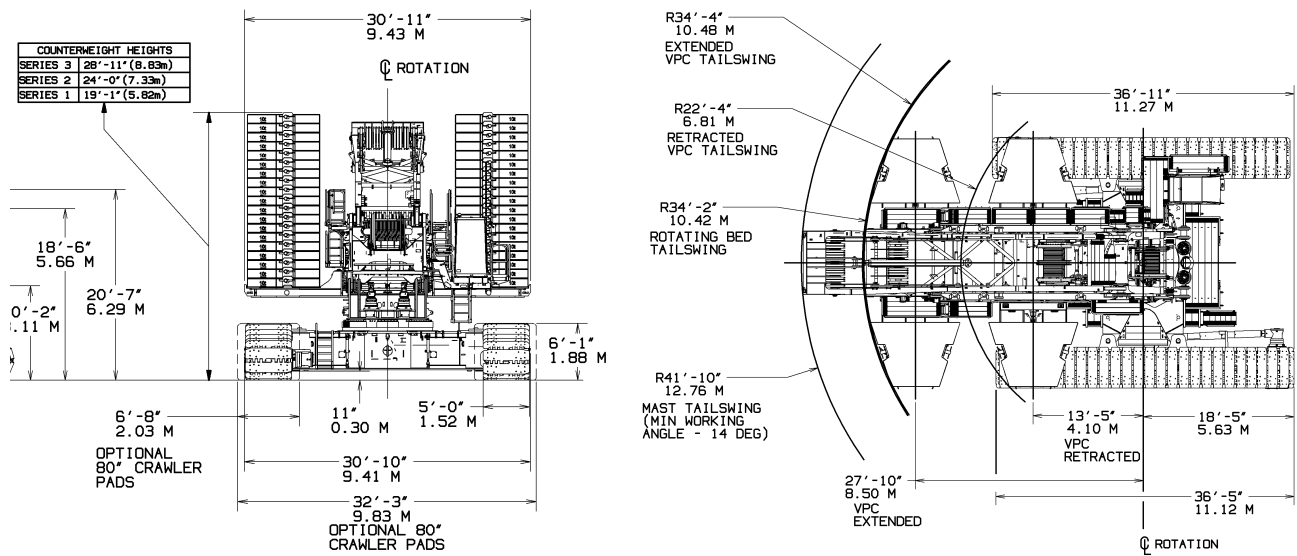 30'-11"
9.43 M
COUNTERWEIGHT HEIGHTS
SERIES 3 28'-11" (8.83m)
SERIES 2 24'-0" (7.33m)
SERIES 1 19'-1" (5.82m)
℄ ROTATION
18'-6"
5.66 M
20'-7"
6.29 M
0'-2"
.11 M
6'-1"
1.88 M
6'-8"
2.03 M
OPTIONAL
80" CRAWLER
PADS
11"
0.30 M
5'-0"
1.52 M
30'-10"
9.41 M
32'-3"
9.83 M
OPTIONAL 80"
CRAWLER PADS
R34'-4"
10.48 M
EXTENDED
VPC TAILSWING
R22'-4"
6.81 M
RETRACTED
VPC TAILSWING
R34'-2"
10.42 M
ROTATING BED
TAILSWING
R41'-10"
12.76 M
MAST TAILSWING
(MIN WORKING
ANGLE - 14 DEG)
36'-11"
11.27 M
13'-5"
4.10 M
VPC
RETRACTED
18'-5"
5.63 M
27'-10"
8.50 M
VPC
EXTENDED
36'-5"
11.12 M
℄ ROTATION